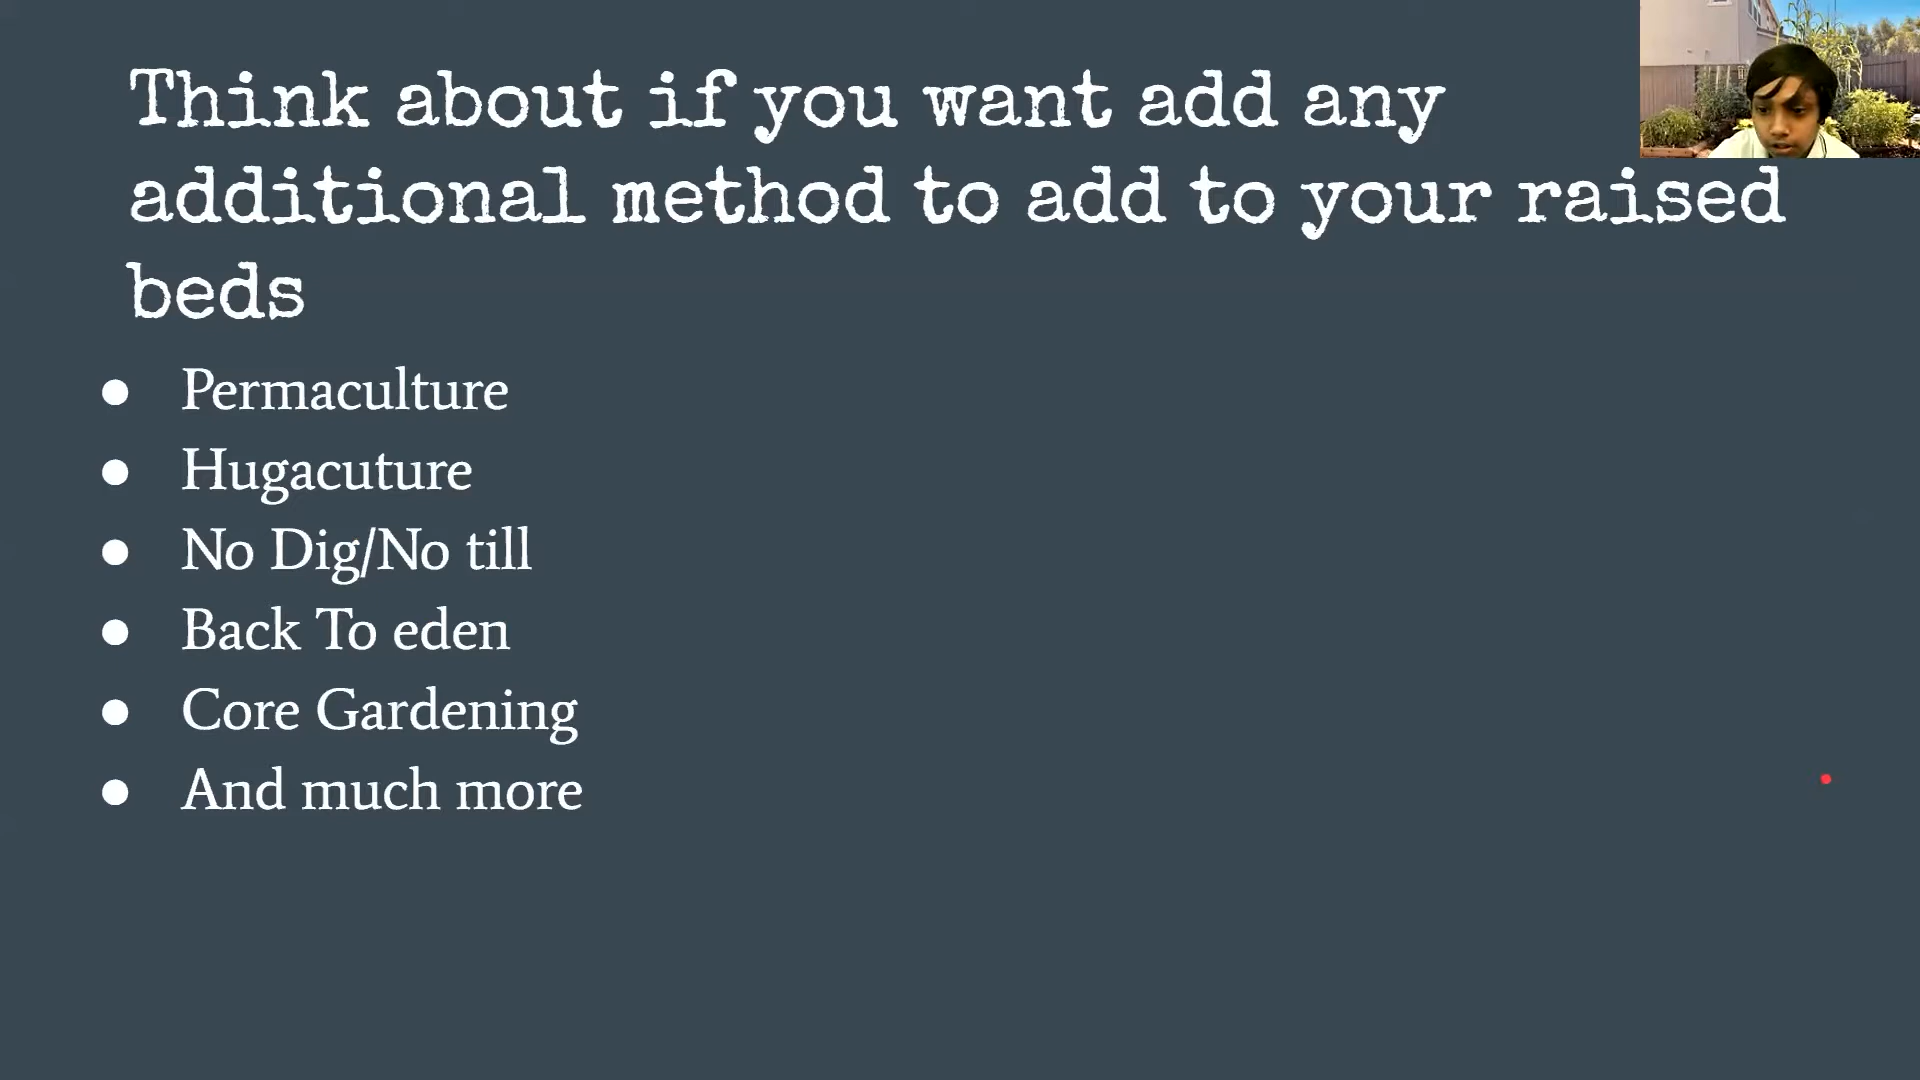 Think about if you want add any
additional method to add to your raised
beds
● Permaculture
● Hugacuture
● No Dig/No till
● Back To eden
● Core Gardening
● And much more